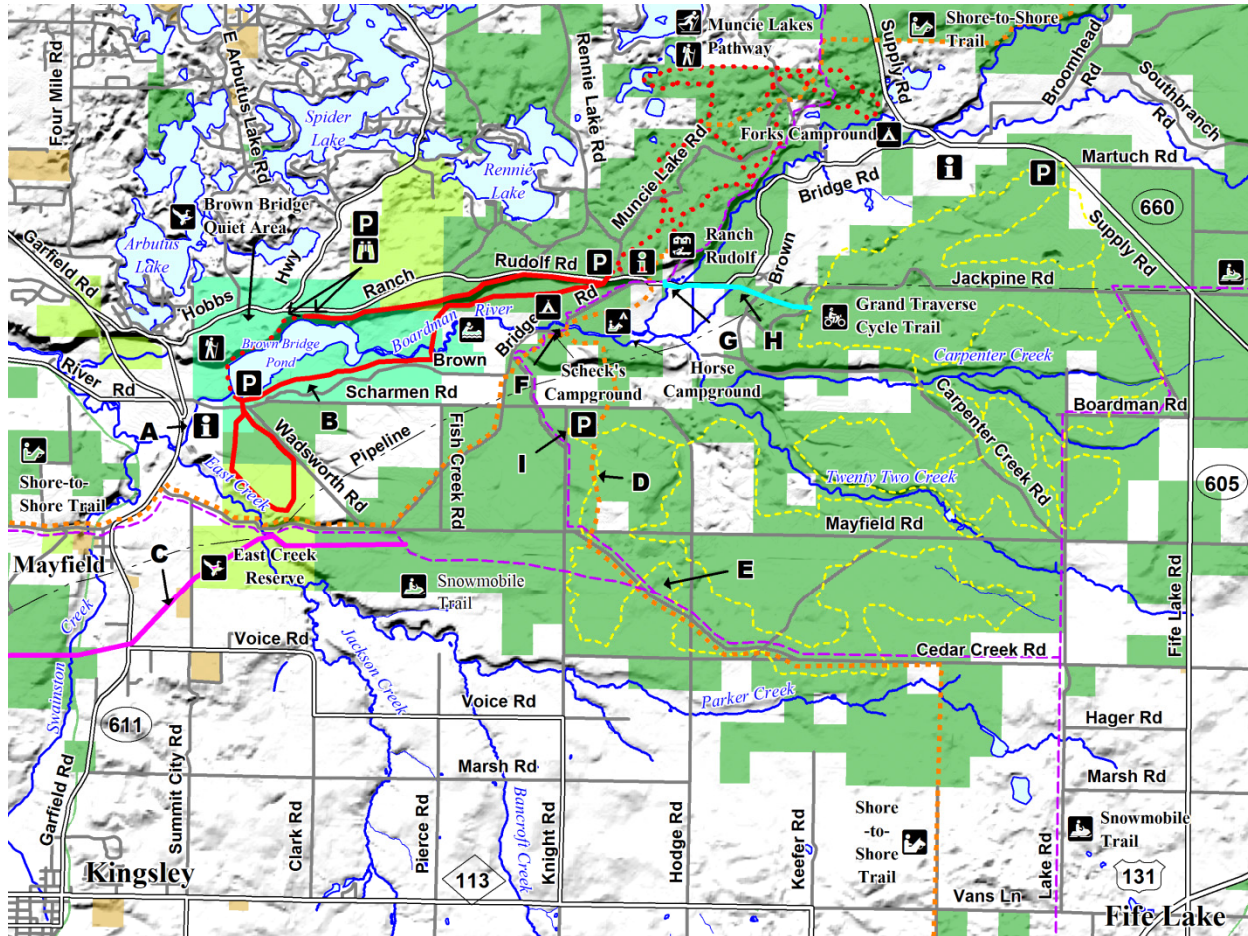 Four Mile Rd
E Arbutus Lake Rd
Spider
Lake
Rennie Lake Rd
Muncie Lakes
Pathway
Supply Rd
Shore-to-Shore
Trail
Broomhead
Rd
Southbranch
Rd
Forks Campground
Martuch Rd
Rennie
Lake
Muncie Lake Rd
Bridge Rd
i
P
660
Brown Bridge
Quiet Area
P
Arbutus
Lake
Garfield Rd
Hwy
Hobbs
Ranch
Rudolf Rd
P
i
Ranch
Rudolf
Brown
Supply Rd
Jackpine Rd
Grand Traverse
Cycle Trail
Boardman
River
Bridge
Rd
G
H
Brown Bridge
Pond
Brown
River
Rd
P
Scharmen Rd
B
F
Scheck's
Campground
Horse
Campground
Carpenter Creek
Carpenter Creek Rd
Boardman Rd
A
i
Wadsworth Rd
Pipeline
Fish Creek Rd
P
I
D
Shore-to-
Shore Trail
East Creek
Twenty Two Creek
605
Mayfield Rd
Mayfield
C
East Creek
Reserve
Snowmobile
Trail
E
Fife Lake Rd
Swainston
Creek
Voice Rd
Jackson Creek
Cedar Creek Rd
Parker Creek
Voice Rd
611
Hager Rd
Garfield Rd
Summit City Rd
Marsh Rd
Marsh Rd
Clark Rd
Pierce Rd
Bancroft Creek
Knight Rd
Hodge Rd
Keefer Rd
Shore
-to-
Shore
Trail
Lake Rd
Snowmobile
Trail
Kingsley
113
131
Vans Ln
Fife Lake